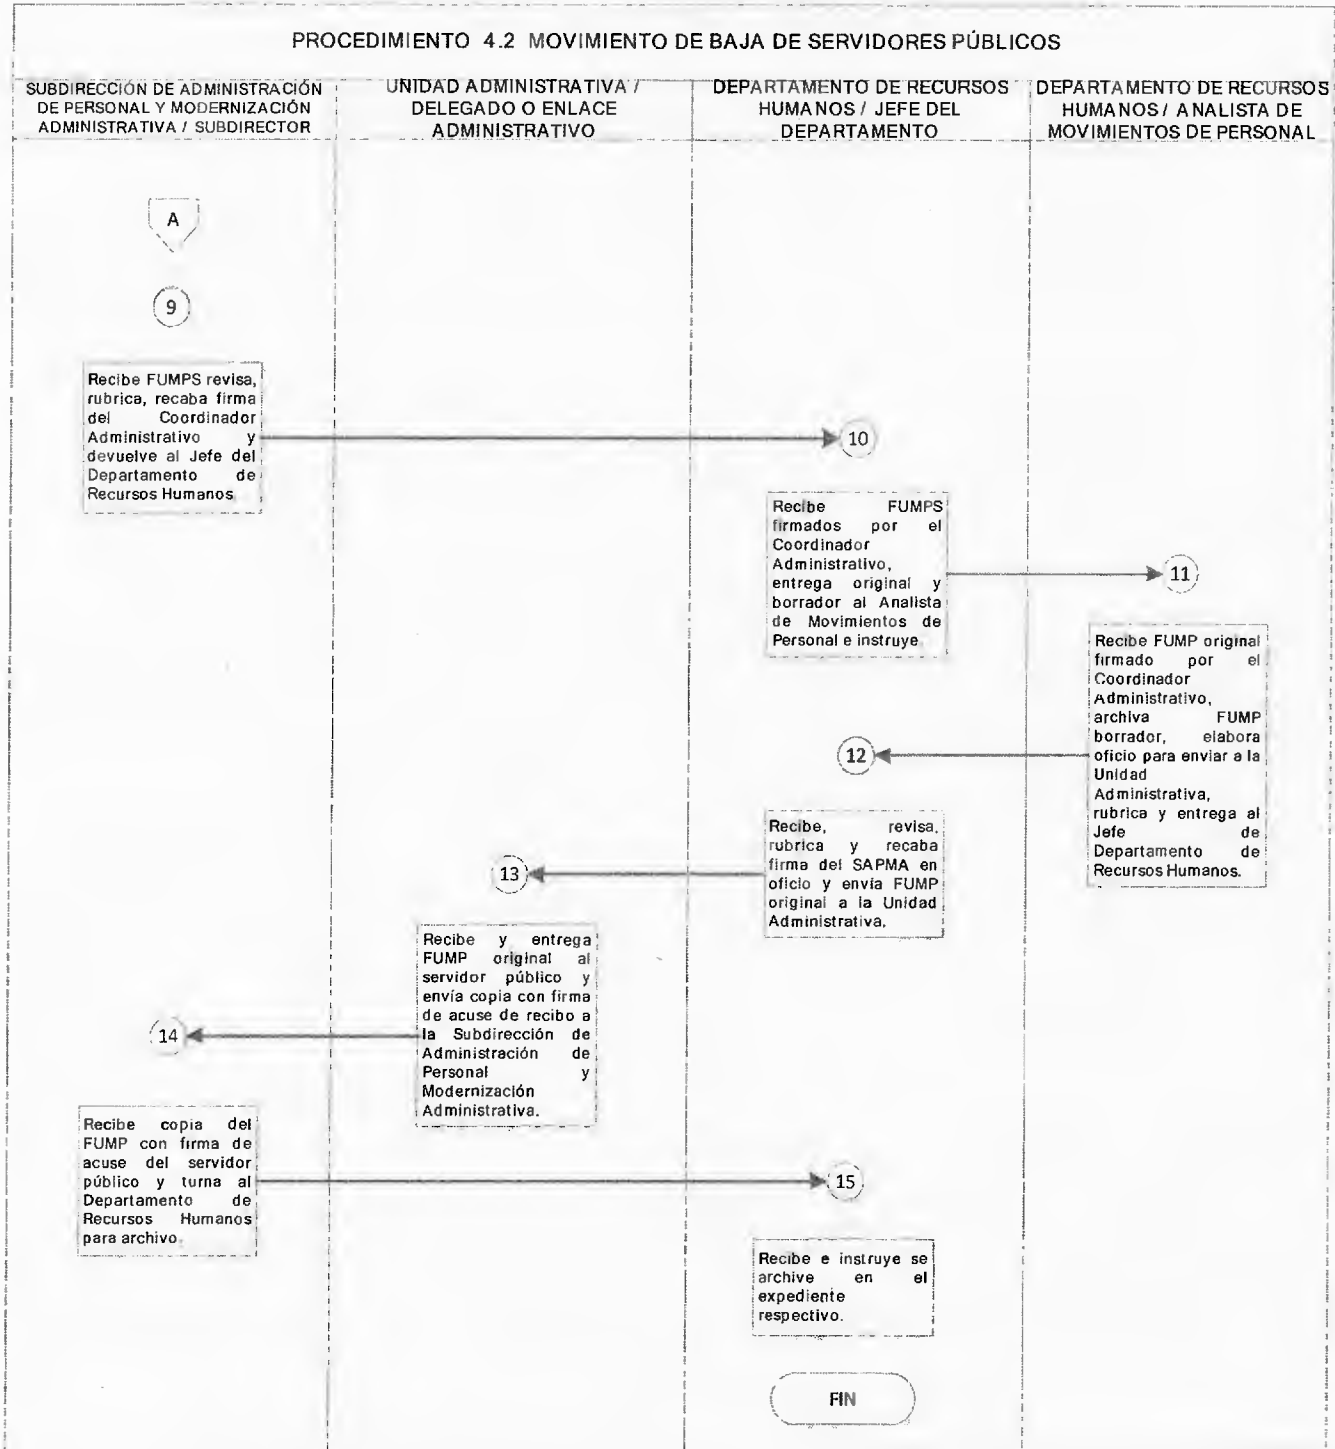 PROCEDIMIENTO 4.2 MOVIMIENTO DE BAJA DE SERVIDORES PÚBLICOS
SUBDIRECCIÓN DE ADMINISTRACIÓN
DE PERSONAL Y MODERNIZACIÓN
ADMINISTRATIVA / SUBDIRECTOR
UNIDAD ADMINISTRATIVA /
DELEGADO O ENLACE
ADMINISTRATIVO
DEPARTAMENTO DE RECURSOS
HUMANOS / JEFE DEL
DEPARTAMENTO
DEPARTAMENTO DE RECURSOS
HUMANOS / ANALISTA DE
MOVIMIENTOS DE PERSONAL
A
9
Recibe FUMPS revisa,
rubrica, recaba firma
del Coordinador
Administrativo y
devuelve al Jefe del
Departamento de
Recursos Humanos
10
Recibe FUMPS
firmados por el
Coordinador
Administrativo,
entrega original y
borrador al Analista
de Movimientos de
Personal e instruye.
11
Recibe FUMP original
firmado por el
Coordinador
Administrativo,
archiva FUMP
borrador, elabora
oficio para enviar a la
Unidad
Administrativa,
rubrica y entrega al
Jefe de
Departamento de
Recursos Humanos.
12
Recibe, revisa,
rubrica y recaba
firma del SAPMA en
oficio y envía FUMP
original a la Unidad
Administrativa.
13
Recibe y entrega
FUMP original al
servidor público y
envía copia con firma
de acuse de recibo a
la Subdirección de
Administración de
Personal y
Modernización
Administrativa.
14
Recibe copia del
FUMP con firma de
acuse del servidor
público y turna al
Departamento de
Recursos Humanos
para archivo.
15
Recibe e instruye se
archive en el
expediente
respectivo.
FIN